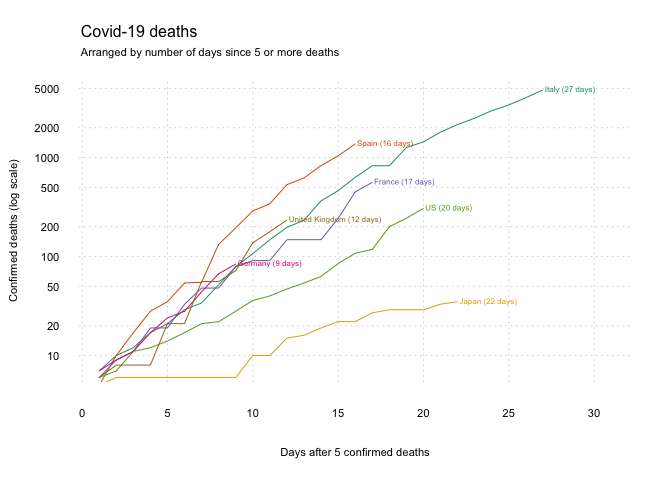 Covid-19 deaths
Arranged by number of days since 5 or more deaths
Confirmed deaths (log scale)
5000
2000
1000
500
200
100
50
20
10
Italy (27 days)
Spain (16 days)
France (17 days)
US (20 days)
United Kingdom (12 days)
Germany (9 days)
Japan (22 days)
0 5 10 15 20 25 30
Days after 5 confirmed deaths